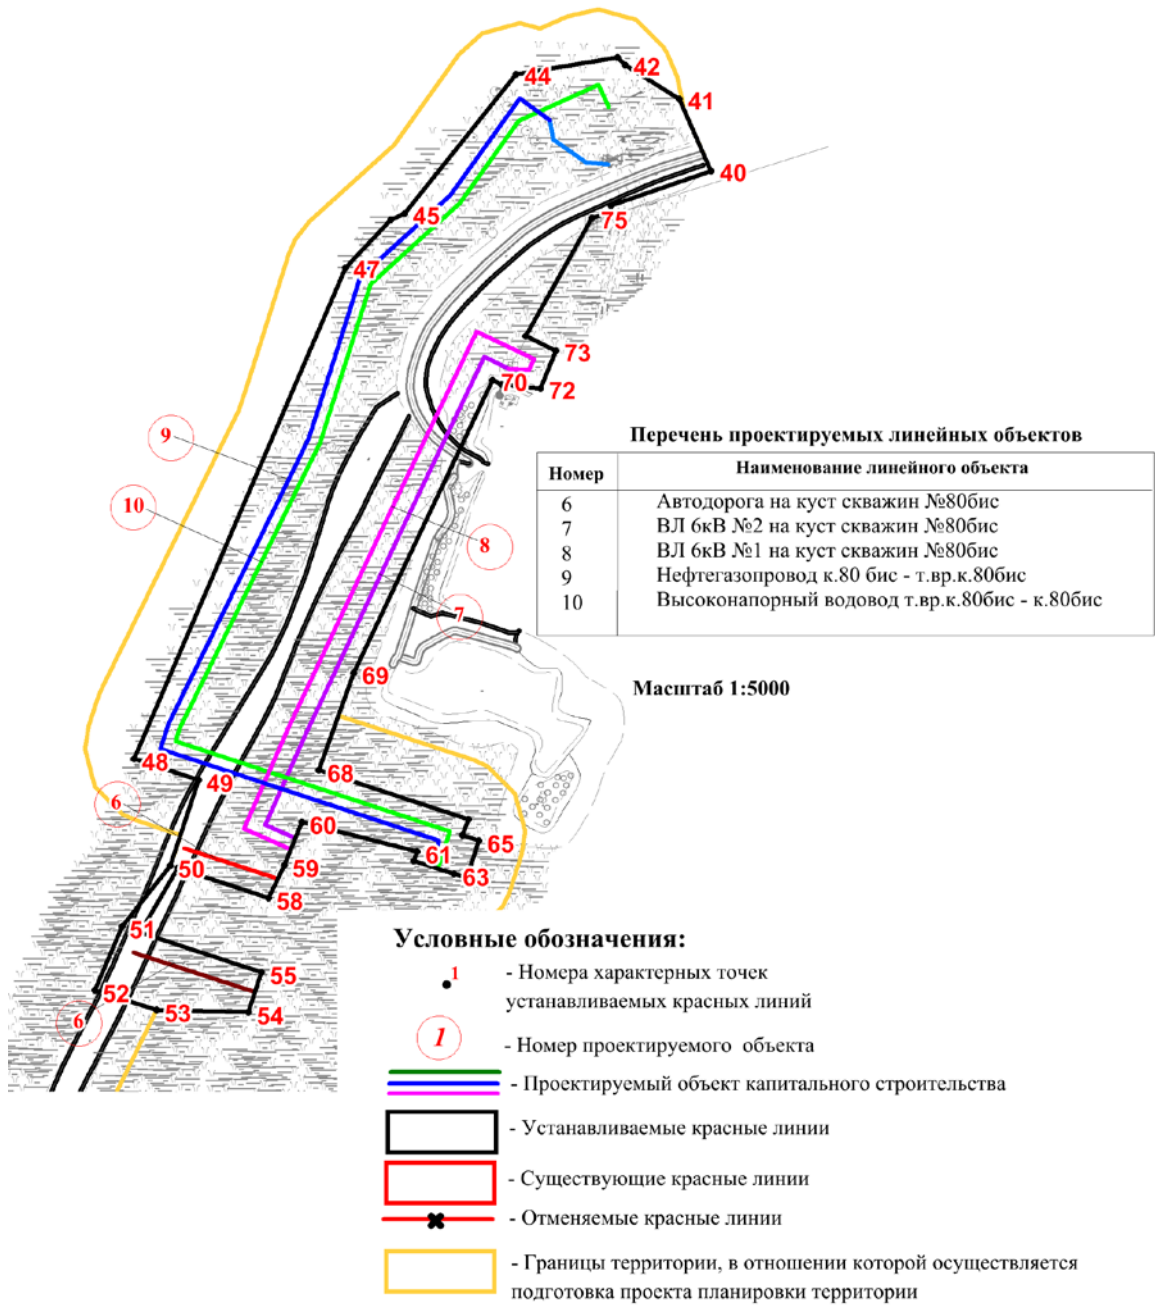 44
42
41
40
45
75
47
73
70
72
9
10
8
7
69
48
49
68
6
60
65
61
50
59
63
58
51
55
52
53
54
6
Перечень проектируемых линейных объектов
Номер Наименование линейного объекта
6 Автодорога на куст скважин №80бис
7 ВЛ 6кВ №2 на куст скважин №80бис
8 ВЛ 6кВ №1 на куст скважин №80бис
9 Нефтегазопровод к.80 бис - т.вр.к.80бис
10 Высоконапорный водовод т.вр.к.80бис - к.80бис
Масштаб 1:5000
Условные обозначения:
1 - Номера характерных точек
устанавливаемых красных линий
1 - Номер проектируемого объекта
- Проектируемый объект капитального строительства
- Устанавливаемые красные линии
- Существующие красные линии
- Отменяемые красные линии
- Границы территории, в отношении которой осуществляется
подготовка проекта планировки территории